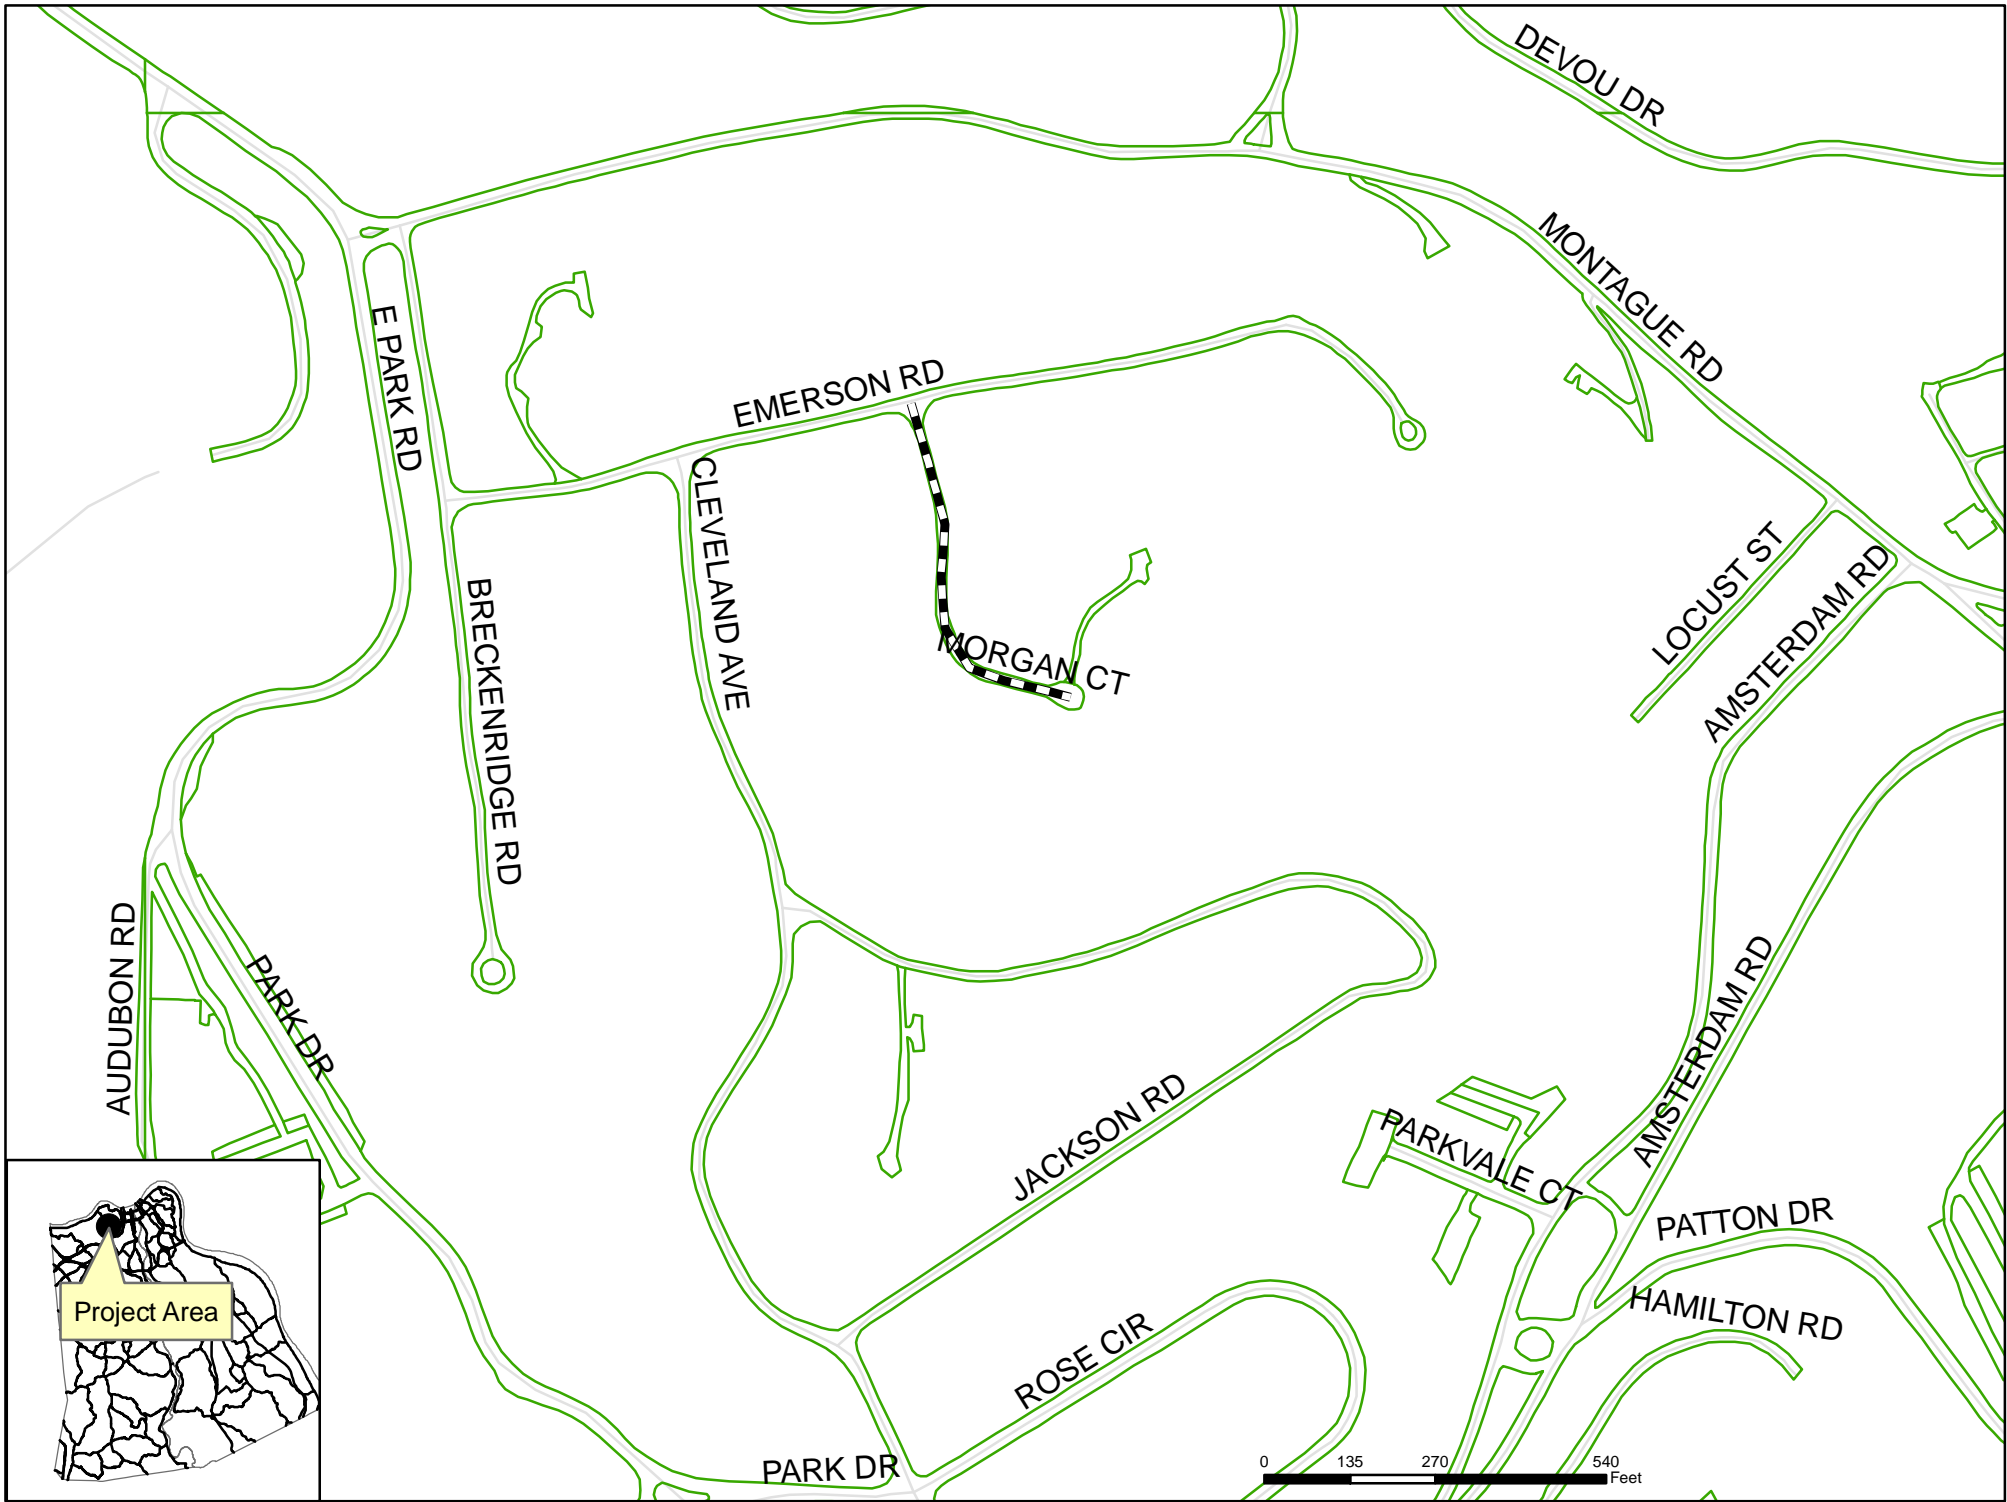 DEVOU DR
MONTAGUE RD
E PARK RD
EMERSON RD
CLEVELAND AVE
BRECKENRIDGE RD
MORGAN CT
LOCUST ST
AMSTERDAM RD
AUDUBON RD
PARK DR
AMSTERDAM RD
JACKSON RD
PARKVALE CT
PATTON DR
HAMILTON RD
ROSE CIR
PARK DR
Project Area
0 135 270 540
Feet